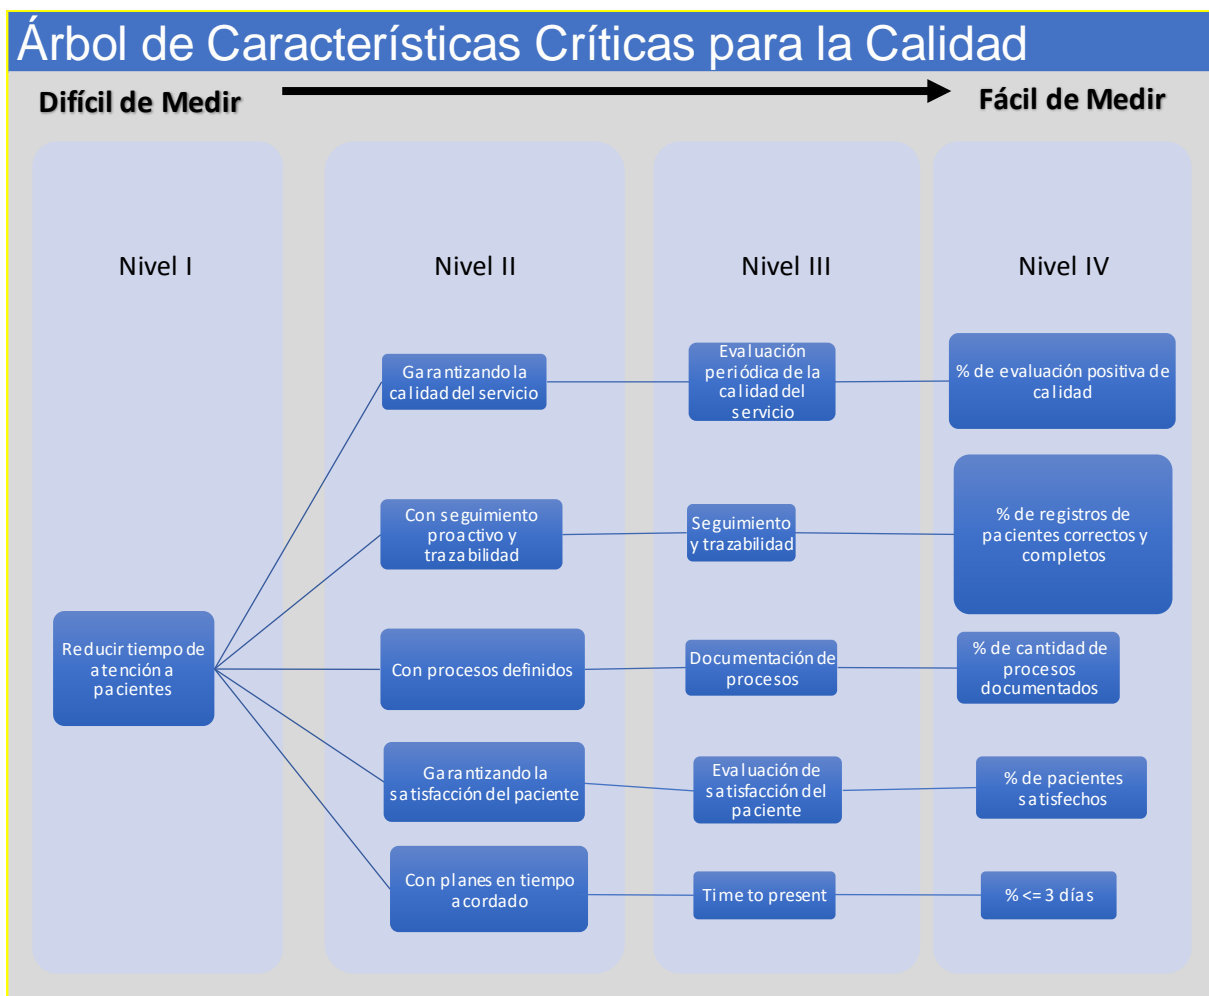 Árbol de Características Críticas para la Calidad
Difícil de Medir
Fácil de Medir
Nivel I
Nivel II
Nivel III
Nivel IV
Garantizando la
calidad del servicio
Evaluación
periódica de la
calidad del
servicio
% de evaluación positiva de
calidad
Con seguimiento
proactivo y
trazabilidad
Seguimiento
y trazabilidad
% de registros de
pacientes correctos y
completos
Reducir tiempo de
atención a
pacientes
Con procesos definidos
Documentación de
procesos
% de cantidad de
procesos
documentados
Garantizando la
satisfacción del paciente
Evaluación de
satisfacción del
paciente
% de pacientes
satisfechos
Con planes en tiempo
acordado
Time to present
% <= 3 días